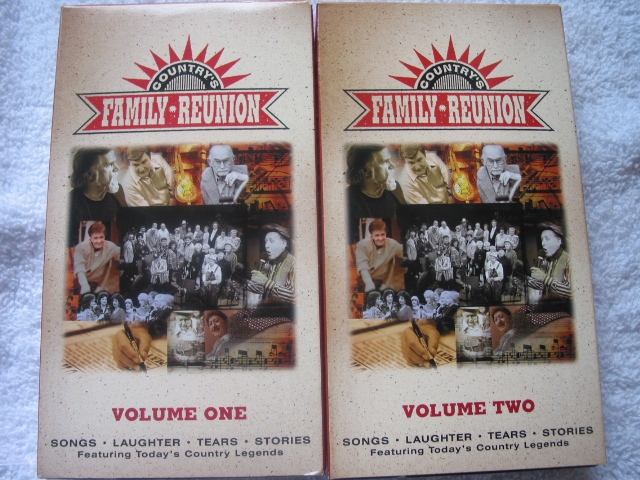 COUNTRY'S
FAMILY REUNION
VOLUME ONE
SONGS • LAUGHTER • TEARS • STORIES
Featuring Today's Country Legends
COUNTRY'S
FAMILY REUNION
VOLUME TWO
SONGS • LAUGHTER • TEARS • STORIES
Featuring Today's Country Legends